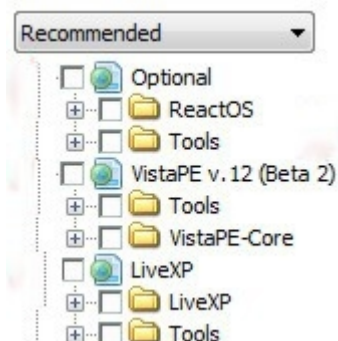 Recommended
Optional
ReactOS
Tools
VistaPE v.12 (Beta 2)
Tools
VistaPE-Core
LiveXP
LiveXP
Tools